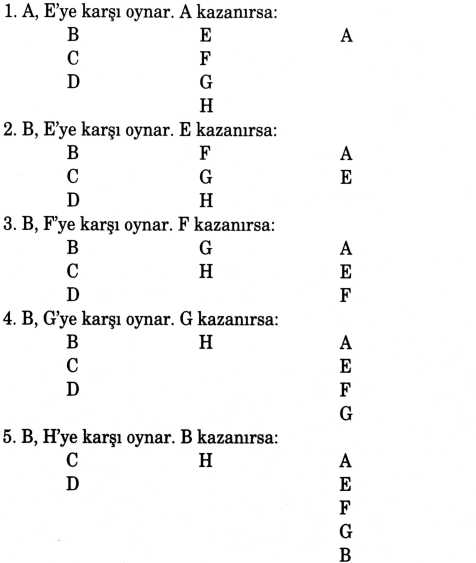 1. A, E'ye karşı oynar. A kazanırsa:
B E A
C F
D G
H
2. B, E'ye karşı oynar. E kazanırsa:
B F A
C G E
D H
3. B, F'ye karşı oynar. F kazanırsa:
B G A
C H E
D F
4. B, G'ye karşı oynar. G kazanırsa:
B H A
C E
D F
G
5. B, H'ye karşı oynar. B kazanırsa:
C H A
D E
F
G
B